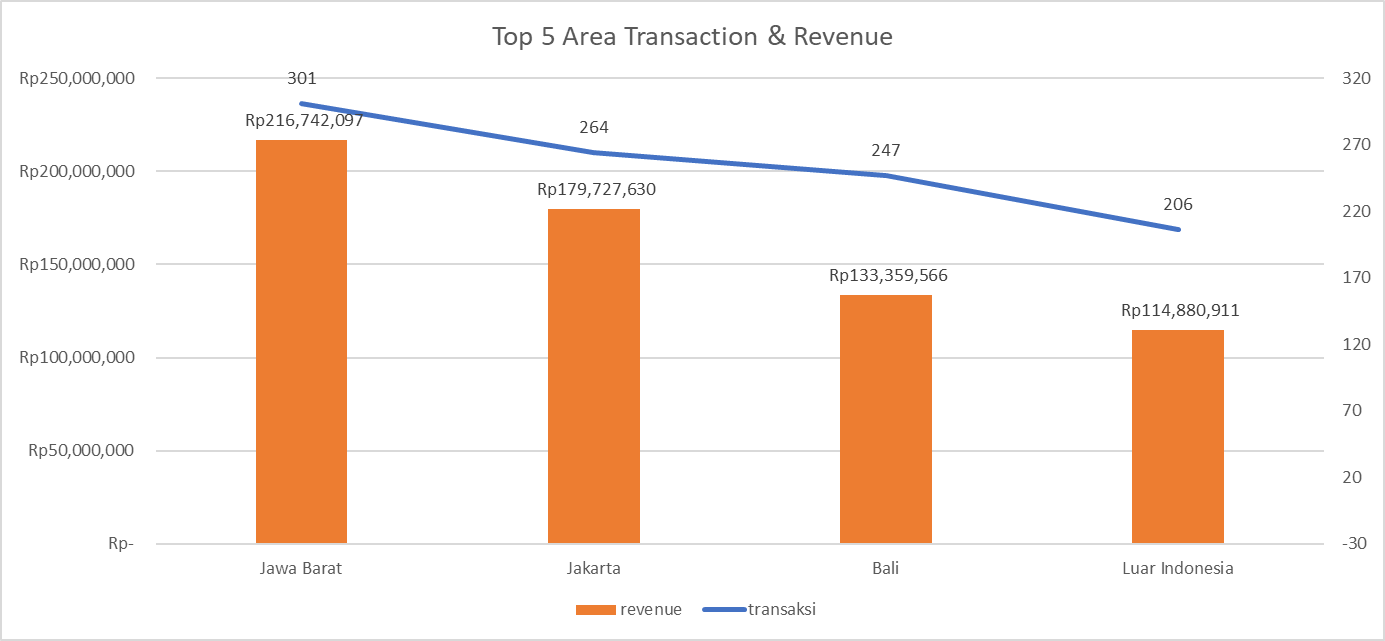 Top 5 Area Transaction & Revenue
Rp250,000,000
Rp200,000,000
Rp150,000,000
Rp100,000,000
Rp50,000,000
Rp-
320
270
220
170
120
70
20
-30
301
264
247
206
Rp216,742,097
Rp179,727,630
Rp133,359,566
Rp114,880,911
Jawa Barat
Jakarta
Bali
Luar Indonesia
revenue
transaksi